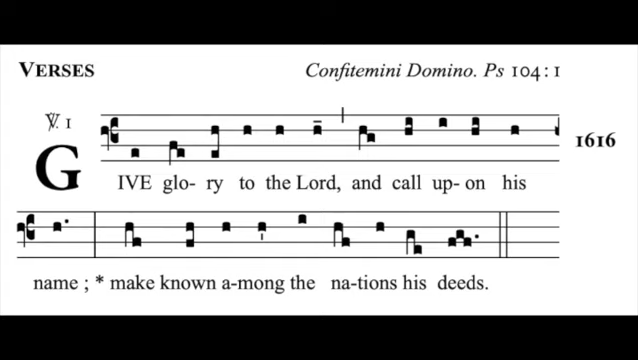 VERSES Confitemini Domino. Ps 104 : 1
℣. 1
GIVE glo- ry to the Lord, and call up- on his
1616
name ; * make known a-mong the na-tions his deeds.